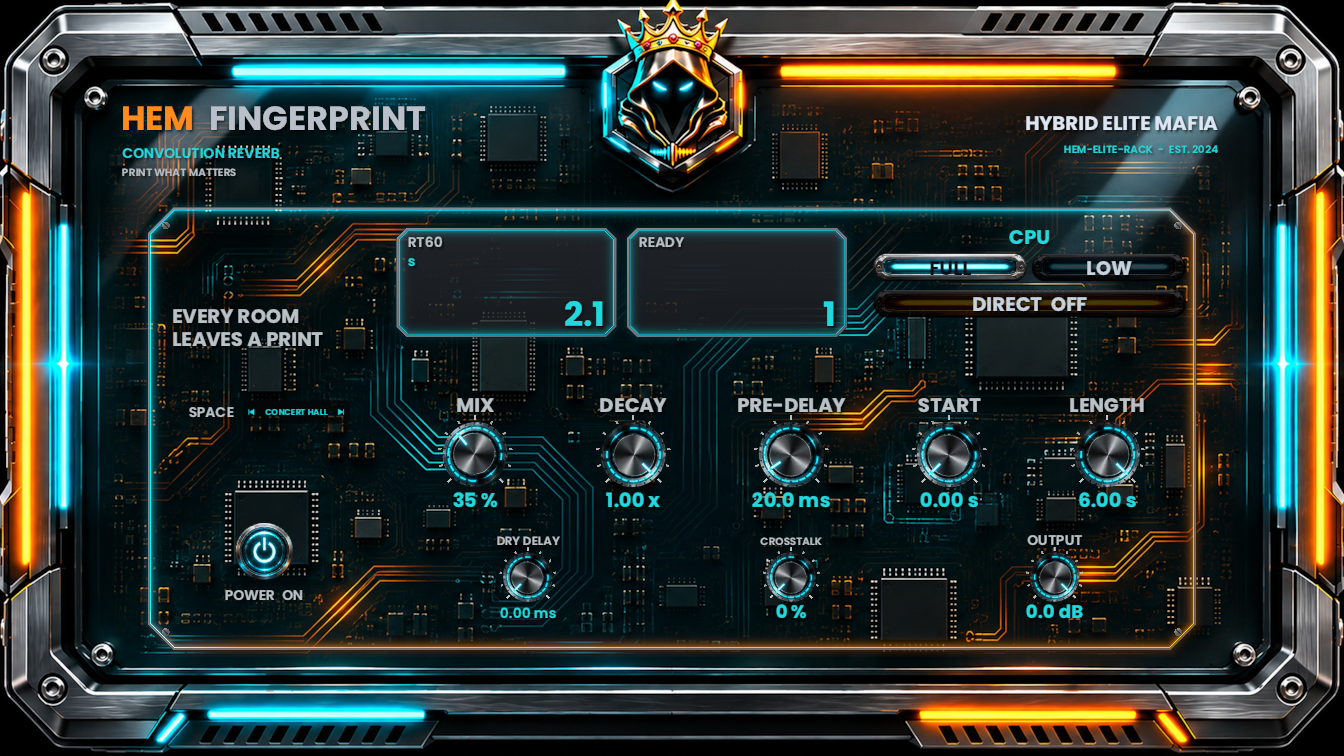 HEM FINGERPRINT
CONVOLUTION REVERB
PRINT WHAT MATTERS
HYBRID ELITE MAFIA
HEM-ELITE-RACK - EST. 2024
RT60
s
2.1
READY
1
CPU
FULL
LOW
DIRECT OFF
EVERY ROOM
LEAVES A PRINT
SPACE
CONCERT HALL
MIX
35 %
DECAY
1.00 x
PRE-DELAY
20.0 ms
START
0.00 s
LENGTH
6.00 s
POWER ON
DRY DELAY
0.00 ms
CROSSTALK
0 %
OUTPUT
0.0 dB